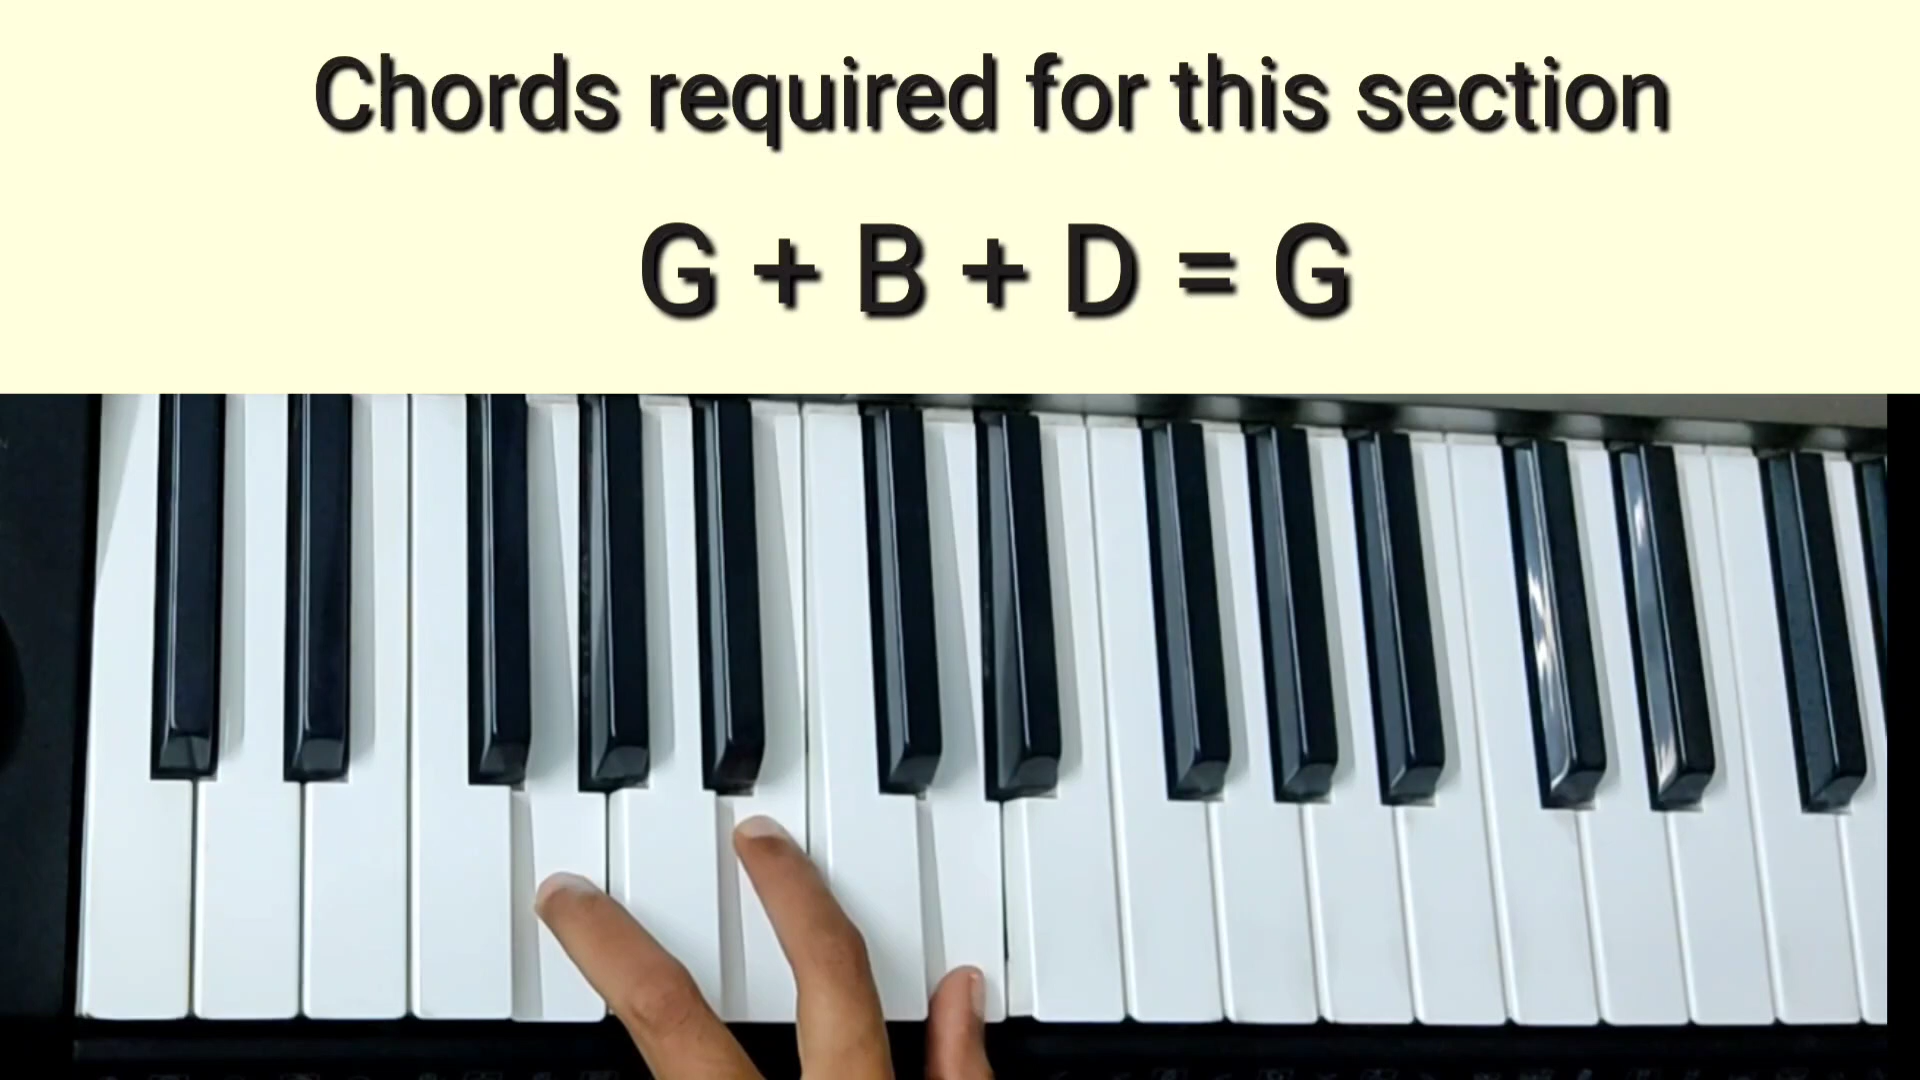 Chords required for this section
G + B + D = G